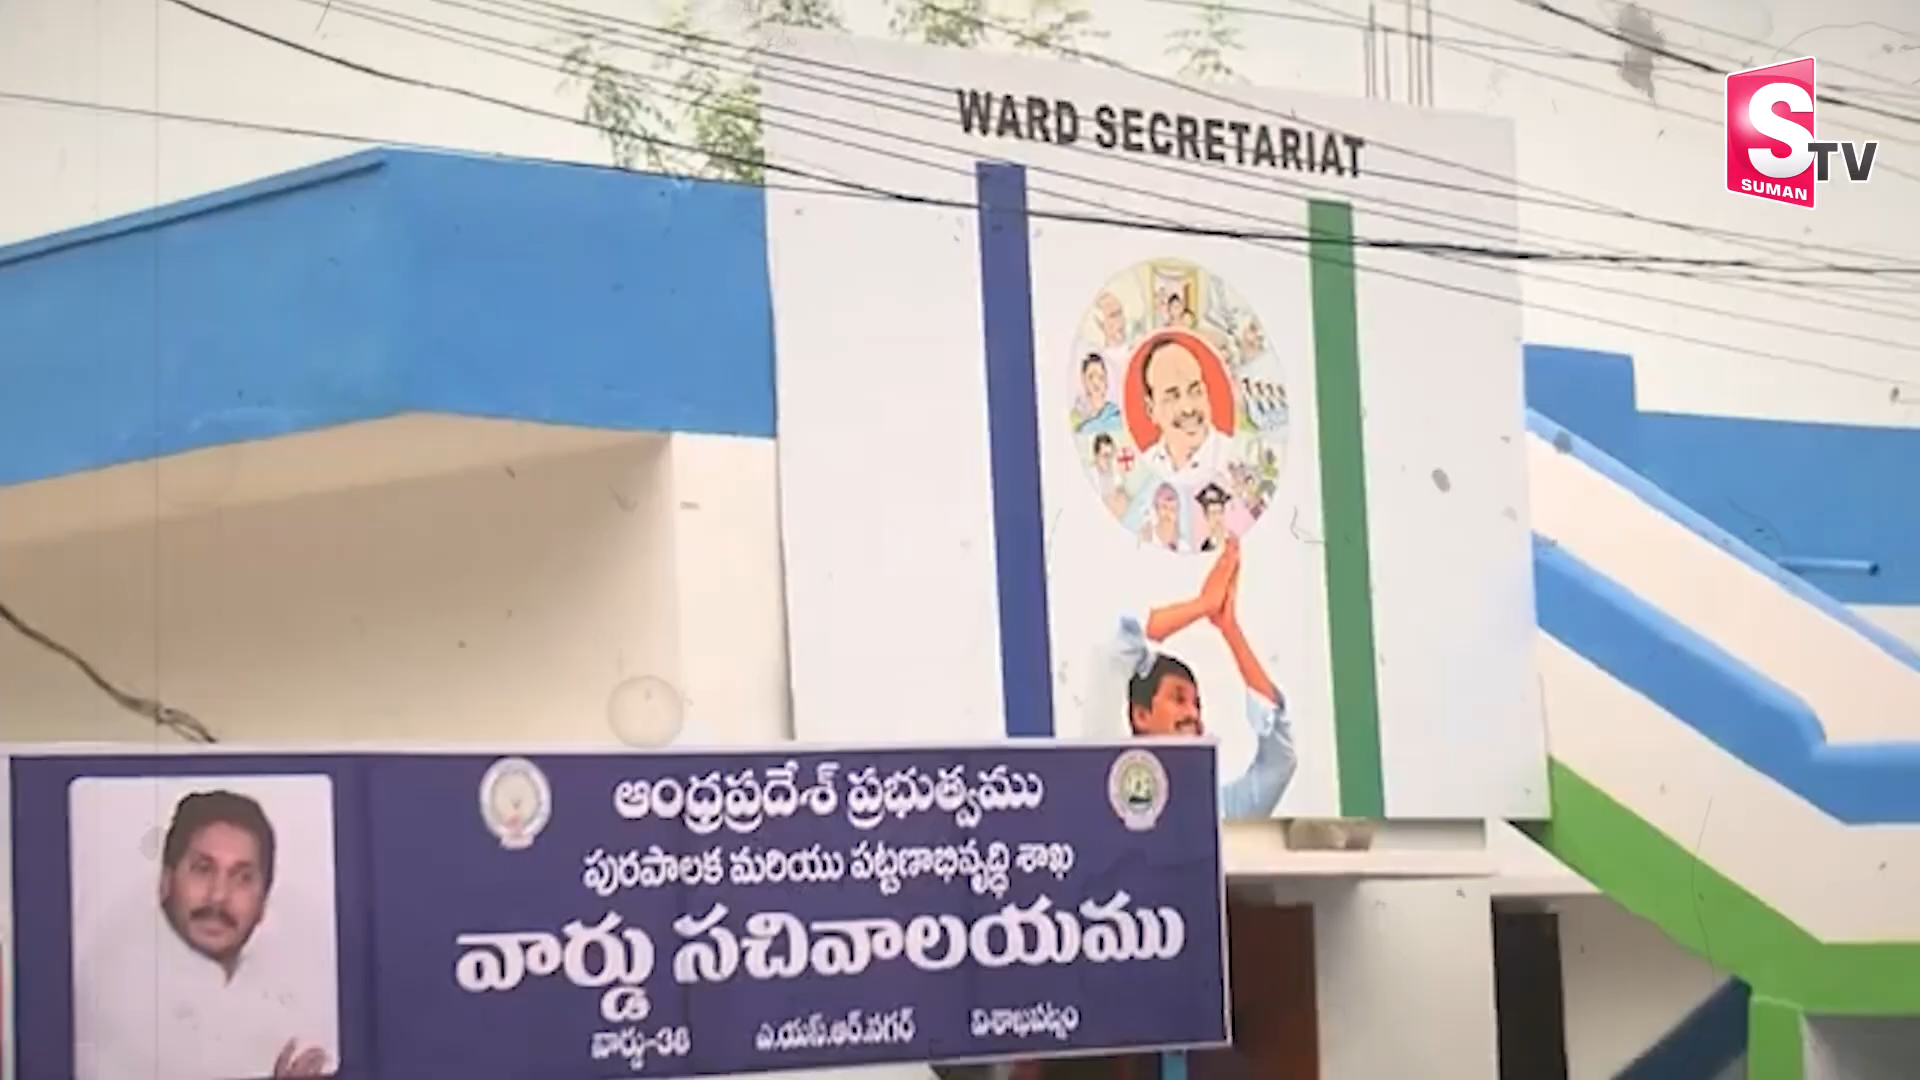 WARD SECRETARIAT
S TV
SUMAN
ఆంధ్రప్రదేశ్ ప్రభుత్వము
పురపాలక మరియు పట్టణాభివృద్ధి శాఖ
వార్డు సచివాలయము
వార్డు-38 ఎ.యస్.ఆర్.నగర్ విశాఖపట్నం